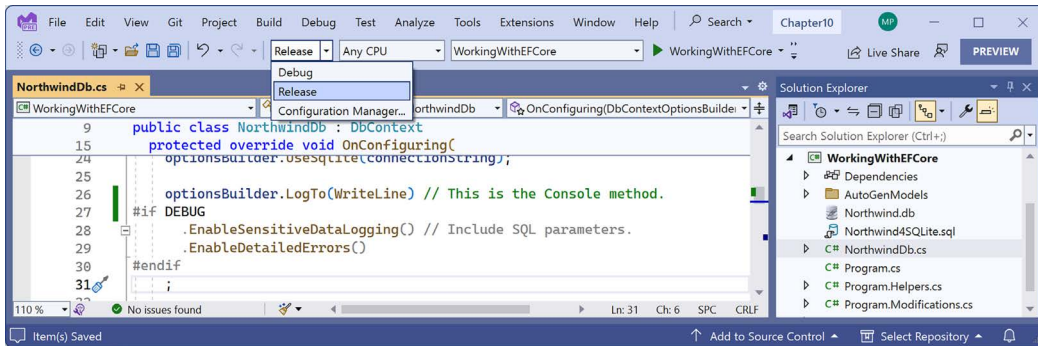 File Edit View Git Project Build Debug Test Analyze Tools Extensions Window Help Search Chapter10 MP
Release Any CPU WorkingWithEFCore WorkingWithEFCore Live Share PREVIEW
Debug
Release
Configuration Manager...
NorthwindDb.cs
C# WorkingWithEFCore orthwindDb OnConfiguring(DbContextOptionsBuilder
9 public class NorthwindDb : DbContext
15 protected override void OnConfiguring(
24 optionsBuilder.UseSqlite(connectionString);
25
26 optionsBuilder.LogTo(WriteLine) // This is the Console method.
27 #if DEBUG
28 .EnableSensitiveDataLogging() // Include SQL parameters.
29 .EnableDetailedErrors()
30 #endif
31 ;
110 % No issues found Ln: 31 Ch: 6 SPC CRLF
Solution Explorer
Search Solution Explorer (Ctrl+;)
C# WorkingWithEFCore
Dependencies
AutoGenModels
Northwind.db
Northwind4SQLite.sql
C# NorthwindDb.cs
C# Program.cs
C# Program.Helpers.cs
C# Program.Modifications.cs
Item(s) Saved Add to Source Control Select Repository